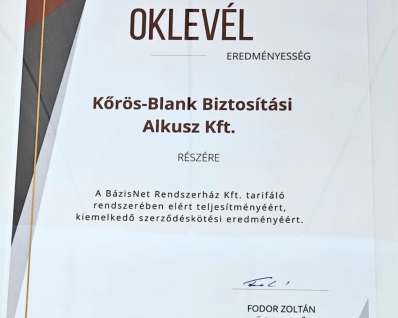 OKLEVÉL
EREDMÉNYESSÉG
Kőrös-Blank Biztosítási
Alkusz Kft.
RÉSZÉRE
A BázisNet Rendszerház Kft. tarifáló
rendszerében elért teljesítményéért,
kiemelkedő szerződéskötési eredményéért.
FODOR ZOLTÁN